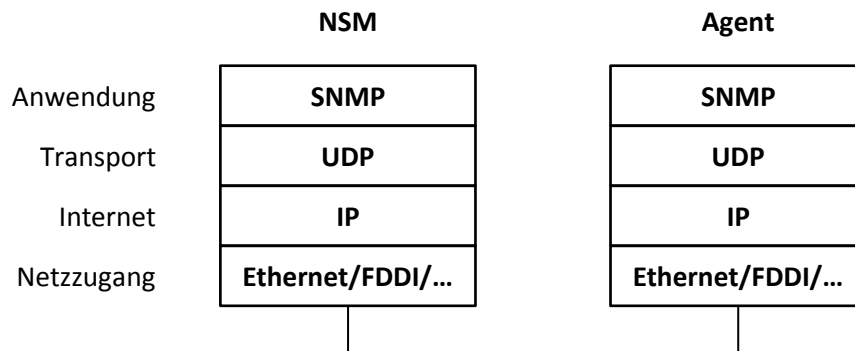 NSM Agent
Anwendung SNMP SNMP
Transport UDP UDP
Internet IP IP
Netzzugang Ethernet/FDDI/… Ethernet/FDDI/…